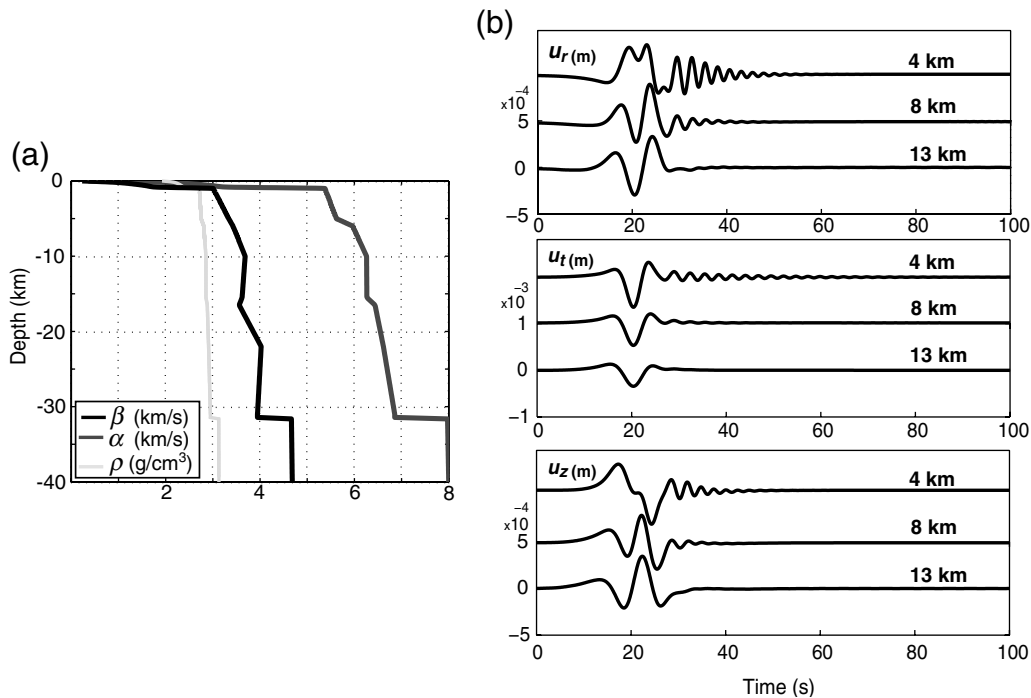 (a)
0
-10
-20
-30
-40
Depth (km)
β (km/s)
α (km/s)
ρ (g/cm³)
2 4 6 8
(b)
u_r (m)
4 km
×10⁻⁴
5
8 km
0
13 km
-5
0 20 40 60 80 100
u_t (m)
4 km
×10⁻³
1
8 km
0
13 km
-1
0 20 40 60 80 100
u_z (m)
4 km
×10⁻⁴
5
8 km
0
13 km
-5
0 20 40 60 80 100
Time (s)